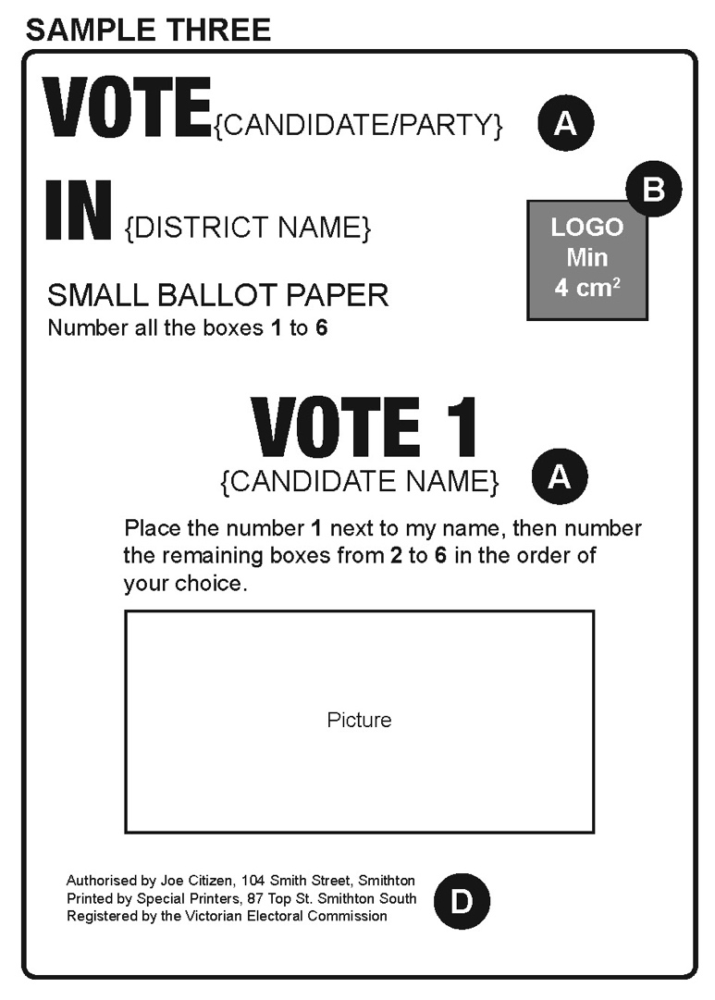 SAMPLE THREE
VOTE {CANDIDATE/PARTY} A
B
IN {DISTRICT NAME}
LOGO
Min
4 cm²
SMALL BALLOT PAPER
Number all the boxes 1 to 6
VOTE 1
{CANDIDATE NAME} A
Place the number 1 next to my name, then number
the remaining boxes from 2 to 6 in the order of
your choice.
Picture
Authorised by Joe Citizen, 104 Smith Street, Smithton
Printed by Special Printers, 87 Top St. Smithton South
Registered by the Victorian Electoral Commission
D